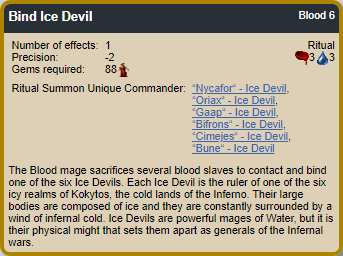 Bind Ice Devil
Blood 6
Number of effects: 1
Ritual
Precision: -2
3 3
Gems required: 88
Ritual Summon Unique Commander: "Nycafor" - Ice Devil,
"Oriax" - Ice Devil,
"Gaap" - Ice Devil,
"Bifrons" - Ice Devil,
"Cimejes" - Ice Devil,
"Bune" - Ice Devil
The Blood mage sacrifices several blood slaves to contact and bind
one of the six Ice Devils. Each Ice Devil is the ruler of one of the six
icy realms of Kokytos, the cold lands of the Inferno. Their large
bodies are composed of ice and they are constantly surrounded by a
wind of infernal cold. Ice Devils are powerful mages of Water, but it is
their physical might that sets them apart as generals of the Infernal
wars.